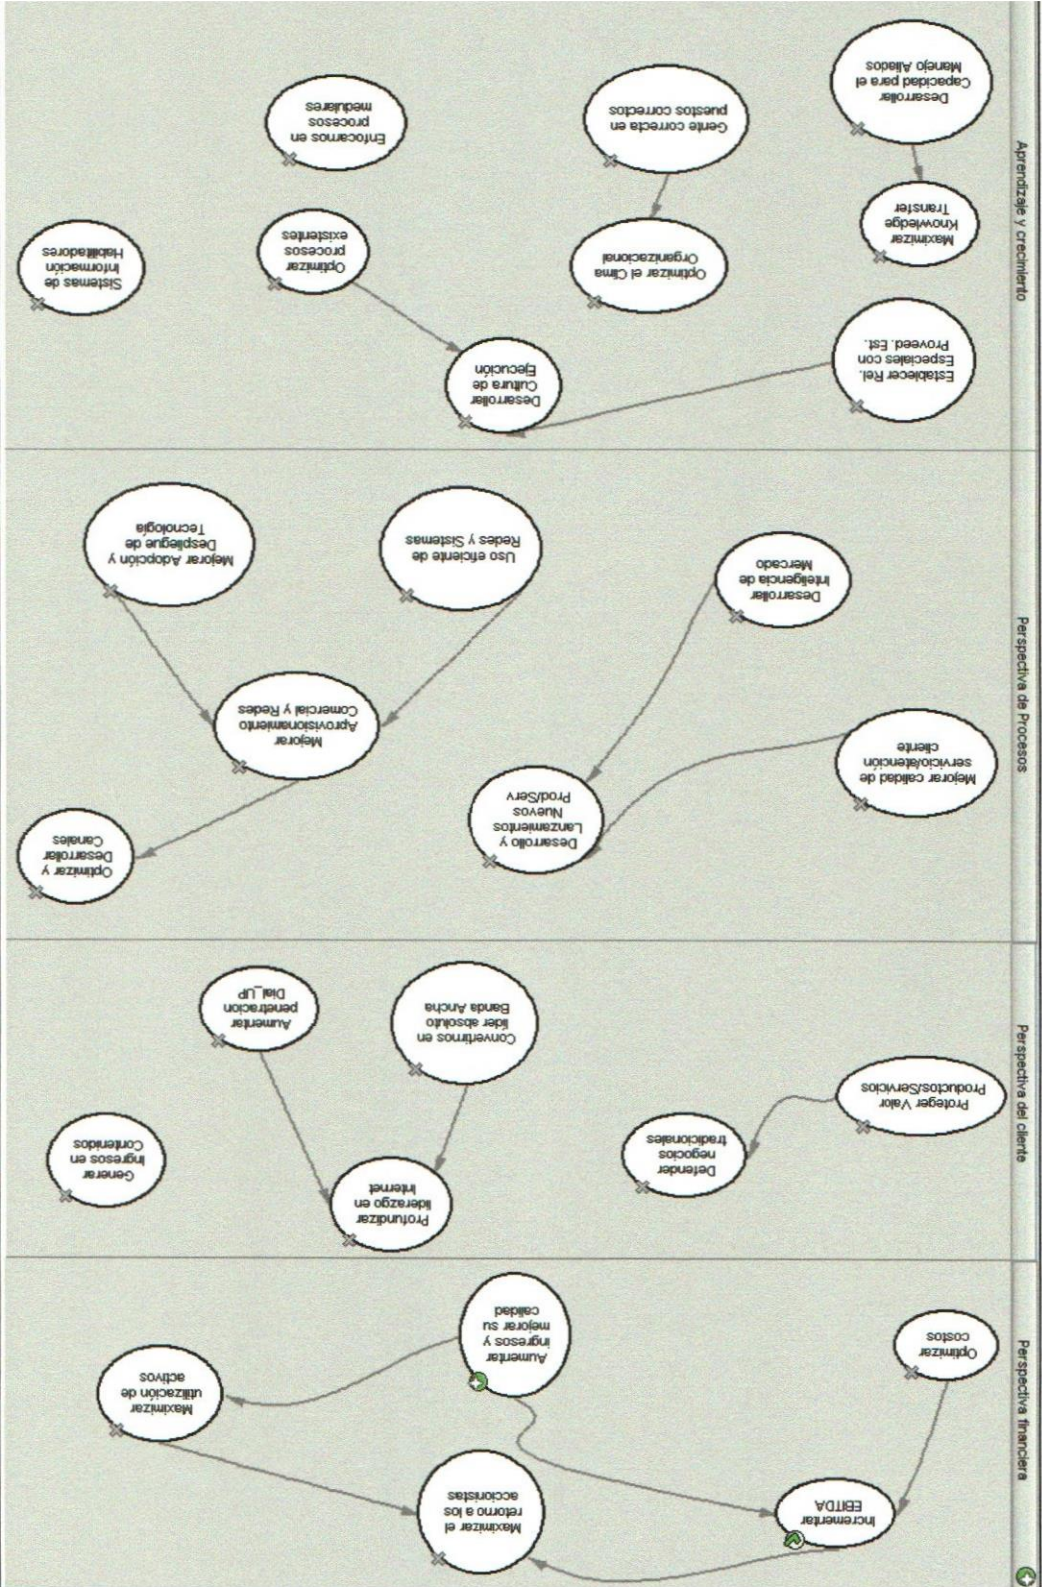 Perspectiva financiera
Incrementar
EBITDA
Maximizar el
retorno a los
accionistas
Optimizar
costos
Aumentar
ingresos y
mejorar su
calidad
Maximizar
utilización de
activos
Perspectiva del cliente
Proteger Valor
Productos/Servicios
Defender
negocios
tradicionales
Profundizar
liderazgo en
Internet
Generar
Ingresos en
Contenidos
Convertirnos en
líder absoluto
Banda Ancha
Aumentar
penetracion
Dial_UP
Perspectiva de Procesos
Mejorar calidad de
servicio/atención
cliente
Desarrollo y
Lanzamientos
Nuevos
Prod/Serv
Optimizar y
Desarrollar
Canales
Mejorar
Aprovisionamiento
Comercial y Redes
Desarrollar
Inteligencia de
Mercado
Uso eficiente de
Redes y Sistemas
Mejorar Adopción y
Despliegue de
Tecnología
Aprendizaje y crecimiento
Establecer Rel.
Especiales con
Proveed. Est.
Desarrollar
Cultura de
Ejecución
Maximizar
Knowledge
Transfer
Optimizar el Clima
Organizacional
Optimizar
prosesos
existentes
Sistemas de
Información
Habilitadores
Desarrollar
Capacidad para el
Manejo Aliados
Gente correcta en
puestos correctos
Enfocarnos en
procesos
medulares